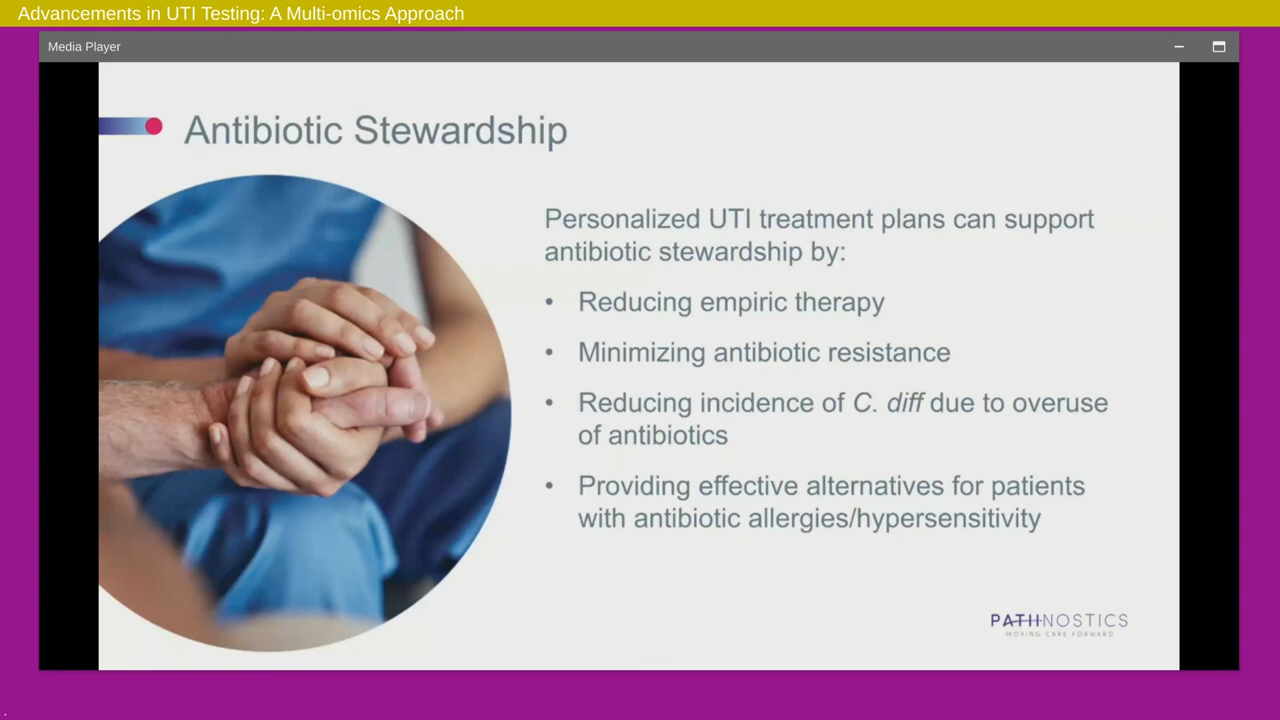 Advancements in UTI Testing: A Multi-omics Approach
Media Player
Antibiotic Stewardship
Personalized UTI treatment plans can support
antibiotic stewardship by:
• Reducing empiric therapy
• Minimizing antibiotic resistance
• Reducing incidence of C. diff due to overuse
of antibiotics
• Providing effective alternatives for patients
with antibiotic allergies/hypersensitivity
PATHNOSTICS
MOVING CARE FORWARD